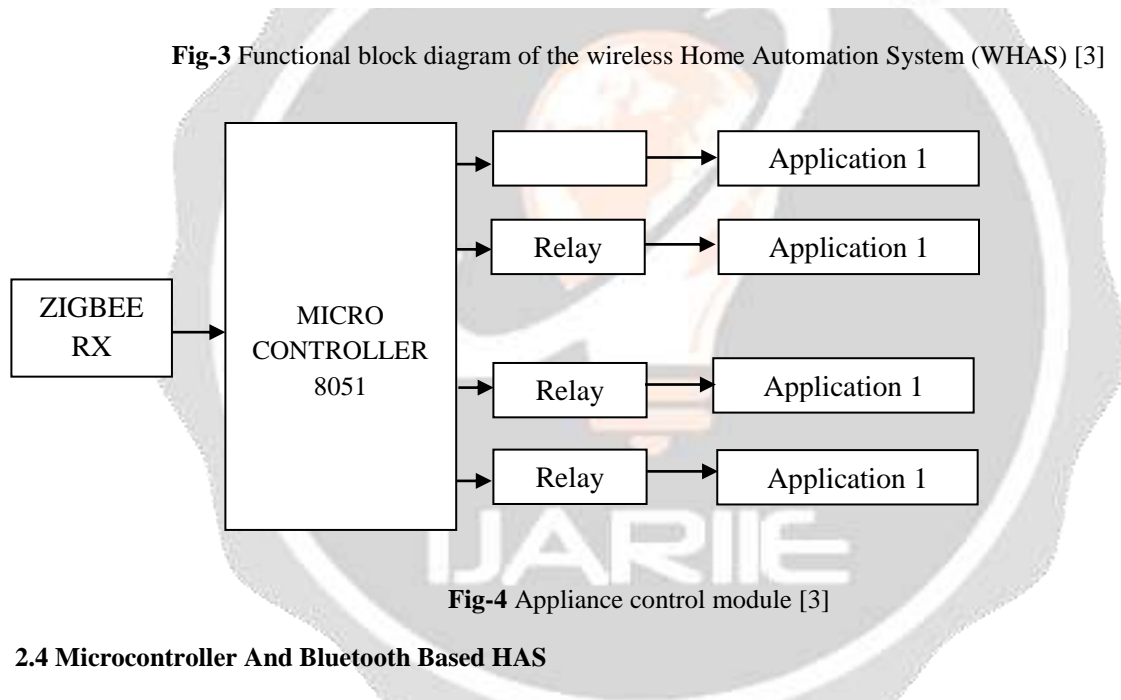 Fig-3 Functional block diagram of the wireless Home Automation System (WHAS) [3]
Application 1
Relay
Application 1
ZIGBEE
RX
MICRO
CONTROLLER
8051
Relay
Application 1
Relay
Application 1
IJARIIE
Fig-4 Appliance control module [3]
2.4 Microcontroller And Bluetooth Based HAS